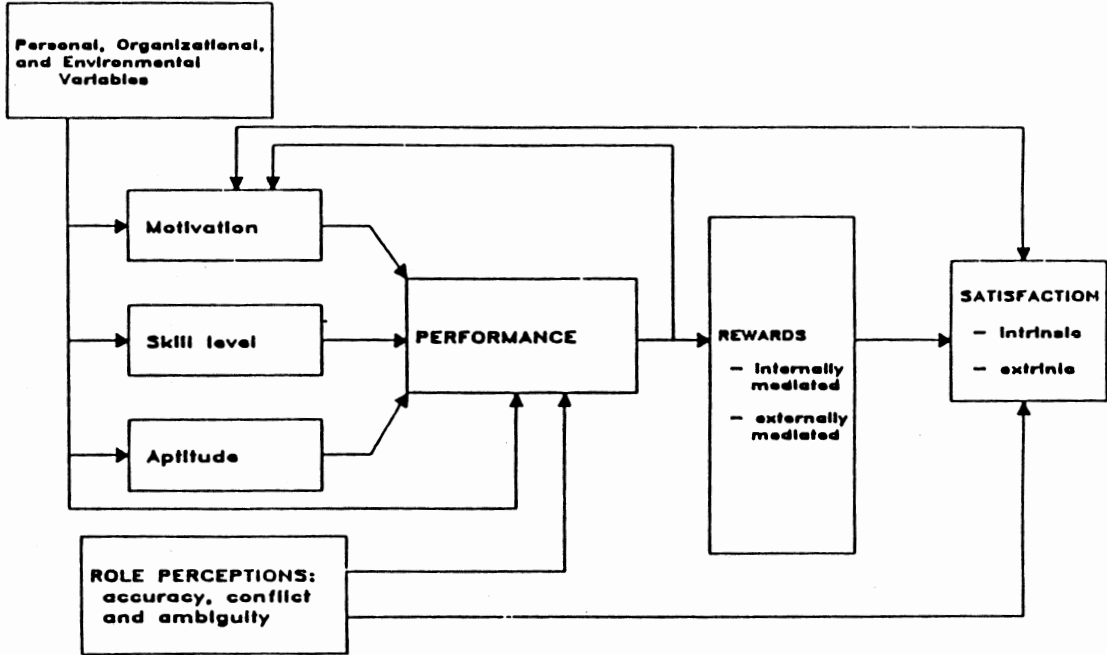 Personal, Organizational,
and Environmental
Variables
Motivation
Skill level
Aptitude
PERFORMANCE
REWARDS
– internally
mediated
– externally
mediated
SATISFACTION
– intrinsic
– extrinic
ROLE PERCEPTIONS:
accuracy, conflict
and ambiguity